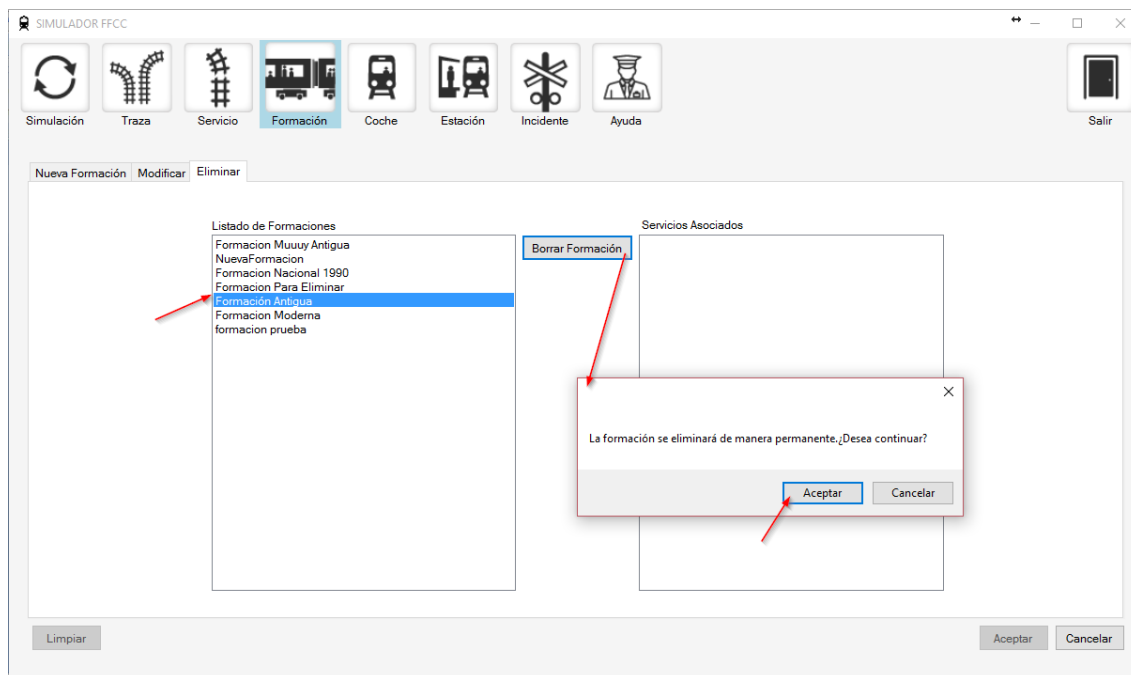 SIMULADOR FFCC
Simulación Traza Servicio Formación Coche Estación Incidente Ayuda Salir
Nueva Formación Modificar Eliminar
Listado de Formaciones
Servicios Asociados
Formacion Muuuy Antigua
Borrar Formación
NuevaFormacion
Formacion Nacional 1990
Formacion Para Eliminar
Formación Antigua
Formacion Moderna
formacion prueba
La formación se eliminará de manera permanente.¿Desea continuar?
Aceptar Cancelar
Limpiar Aceptar Cancelar